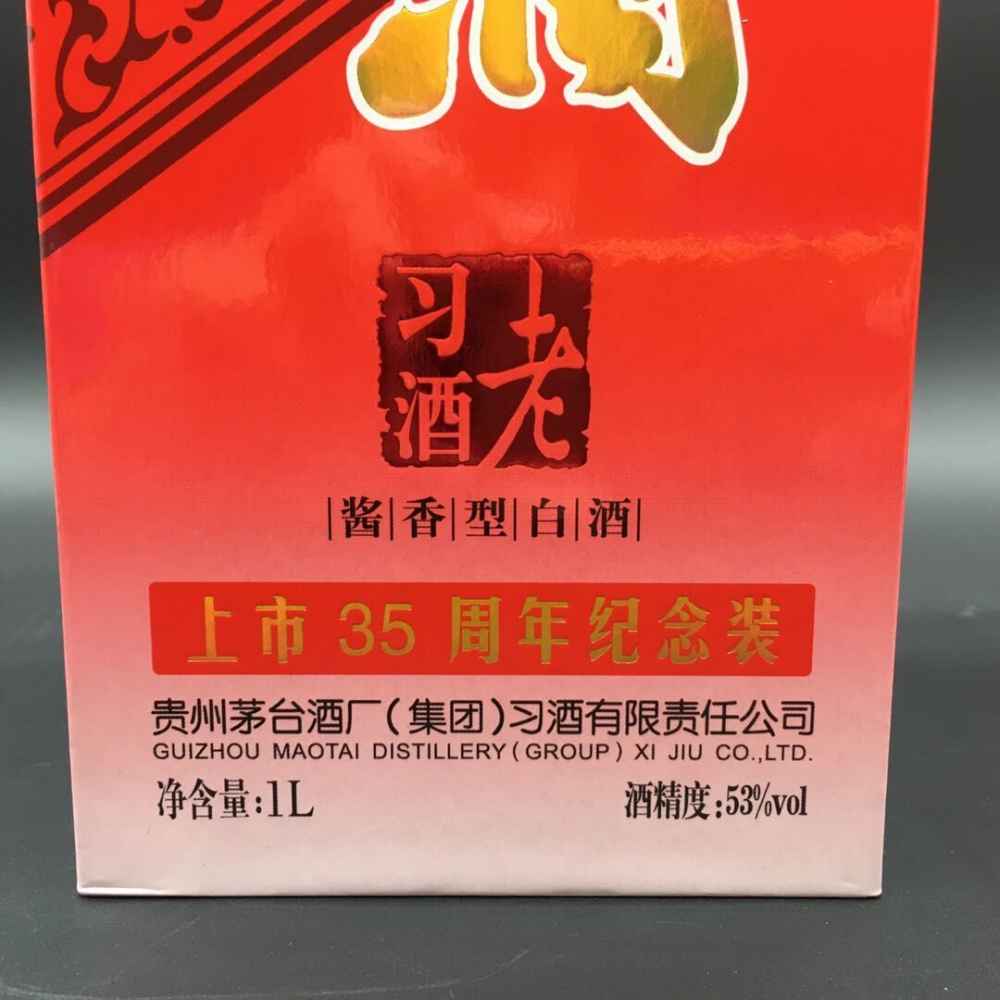 老习酒
|酱|香|型|白|酒|
上市 35 周年纪念装
贵州茅台酒厂(集团)习酒有限责任公司
GUIZHOU MAOTAI DISTILLERY (GROUP) XI JIU CO.,LTD.
净含量:1L
酒精度:53%vol